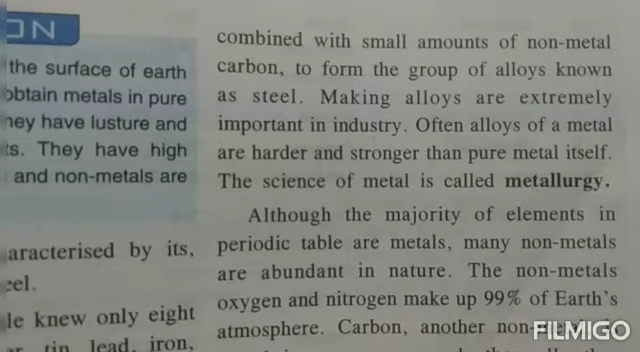 ON
the surface of earth
obtain metals in pure
hey have lusture and
s. They have high
and non-metals are
aracterised by its,
eel.
le knew only eight
tin, lead, iron,
combined with small amounts of non-metal
carbon, to form the group of alloys known
as steel. Making alloys are extremely
important in industry. Often alloys of a metal
are harder and stronger than pure metal itself.
The science of metal is called metallurgy.
Although the majority of elements in
periodic table are metals, many non-metals
are abundant in nature. The non-metals
oxygen and nitrogen make up 99% of Earth's
atmosphere. Carbon, another
FILMIGO